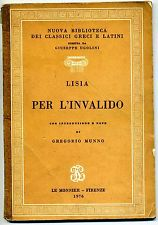 NUOVA BIBLIOTECA
DEI CLASSICI GRECI E LATINI
DIRETTA DA
GIUSEPPE UGOLINI
LISIA
PER L'INVALIDO
CON INTRODUZIONE E NOTE
DI
GREGORIO MUNNO
LE MONNIER - FIRENZE
1976